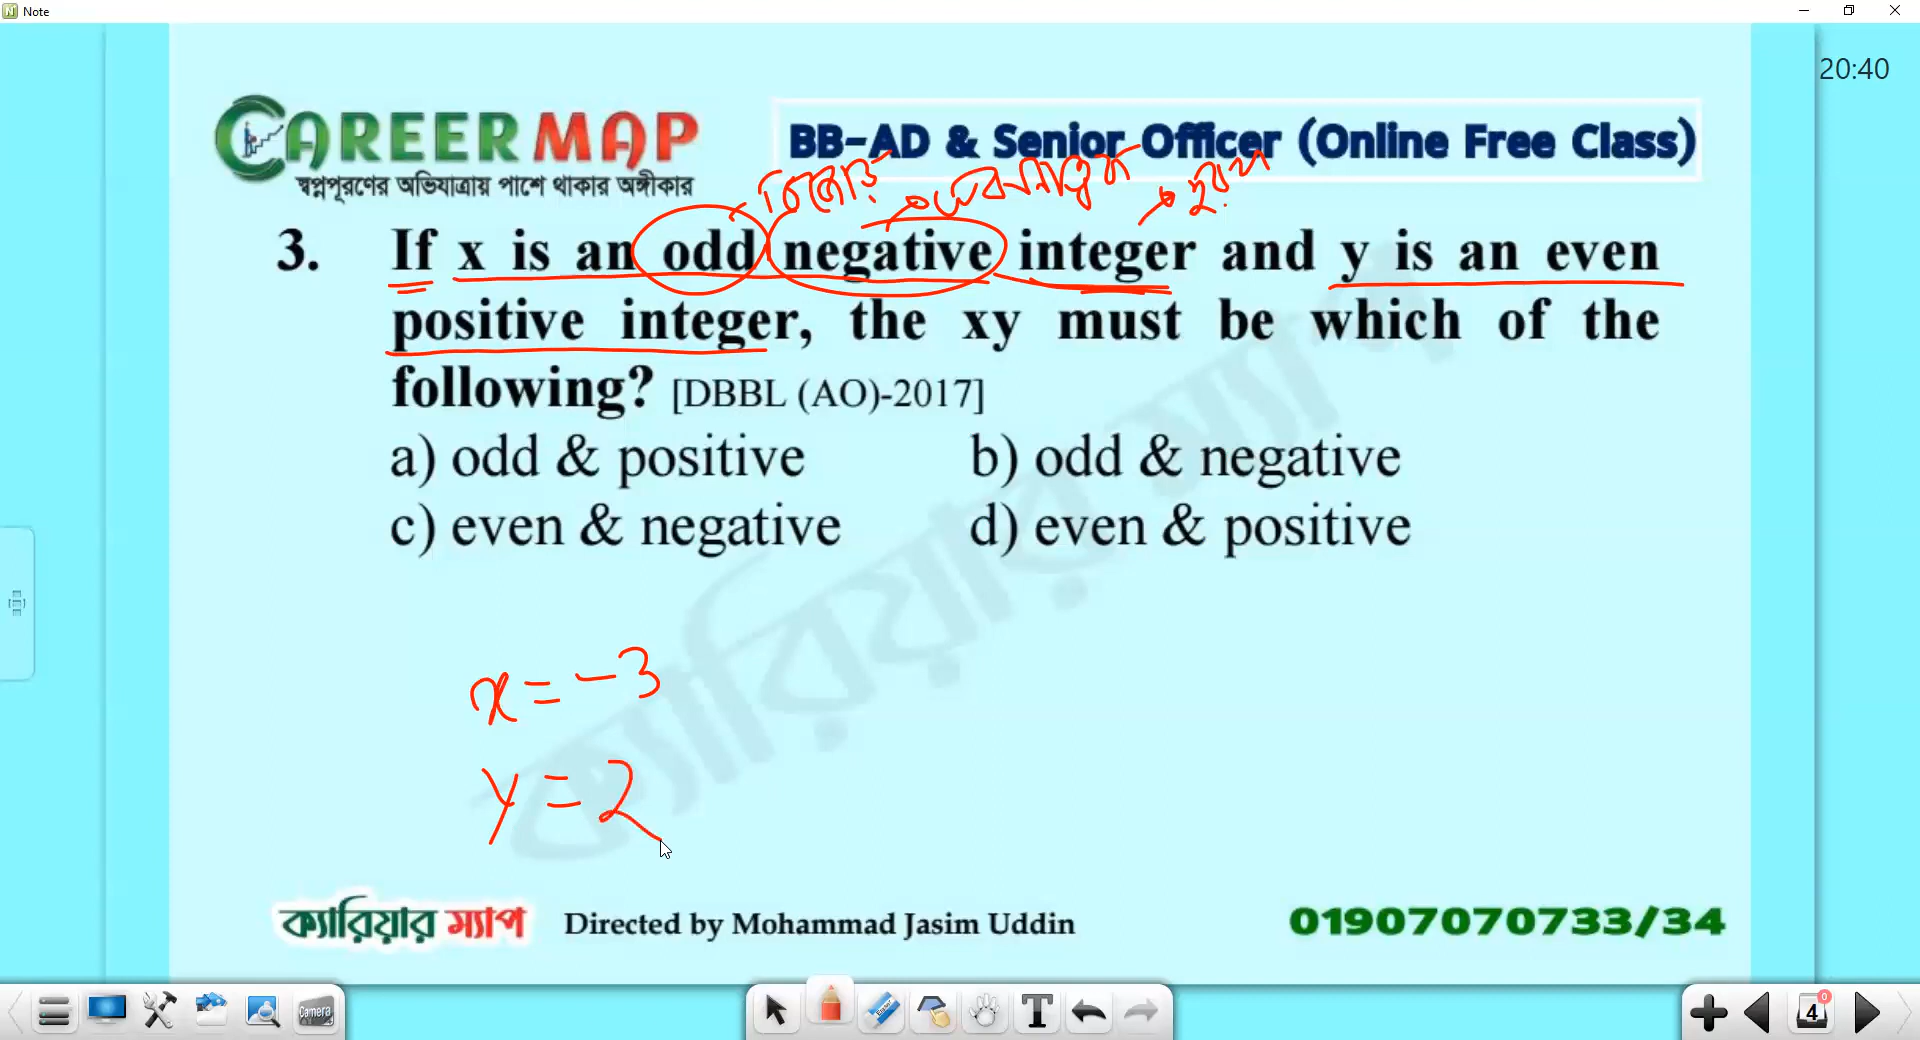 Note
20:40
CAREER MAP
স্বপ্নপূরণের অভিযাত্রায় পাশে থাকার অঙ্গীকার
BB-AD & Senior Officer (Online Free Class)
বিজোড়
3. If x is an odd negative integer and y is an even
positive integer, the xy must be which of the
following? [DBBL (AO)-2017]
a) odd & positive b) odd & negative
c) even & negative d) even & positive
x = -3
y = 2
ক্যারিয়ার ম্যাপ
ক্যারিয়ার ম্যাপ Directed by Mohammad Jasim Uddin 01907070733/34
Camera
Eraser
T
4
0